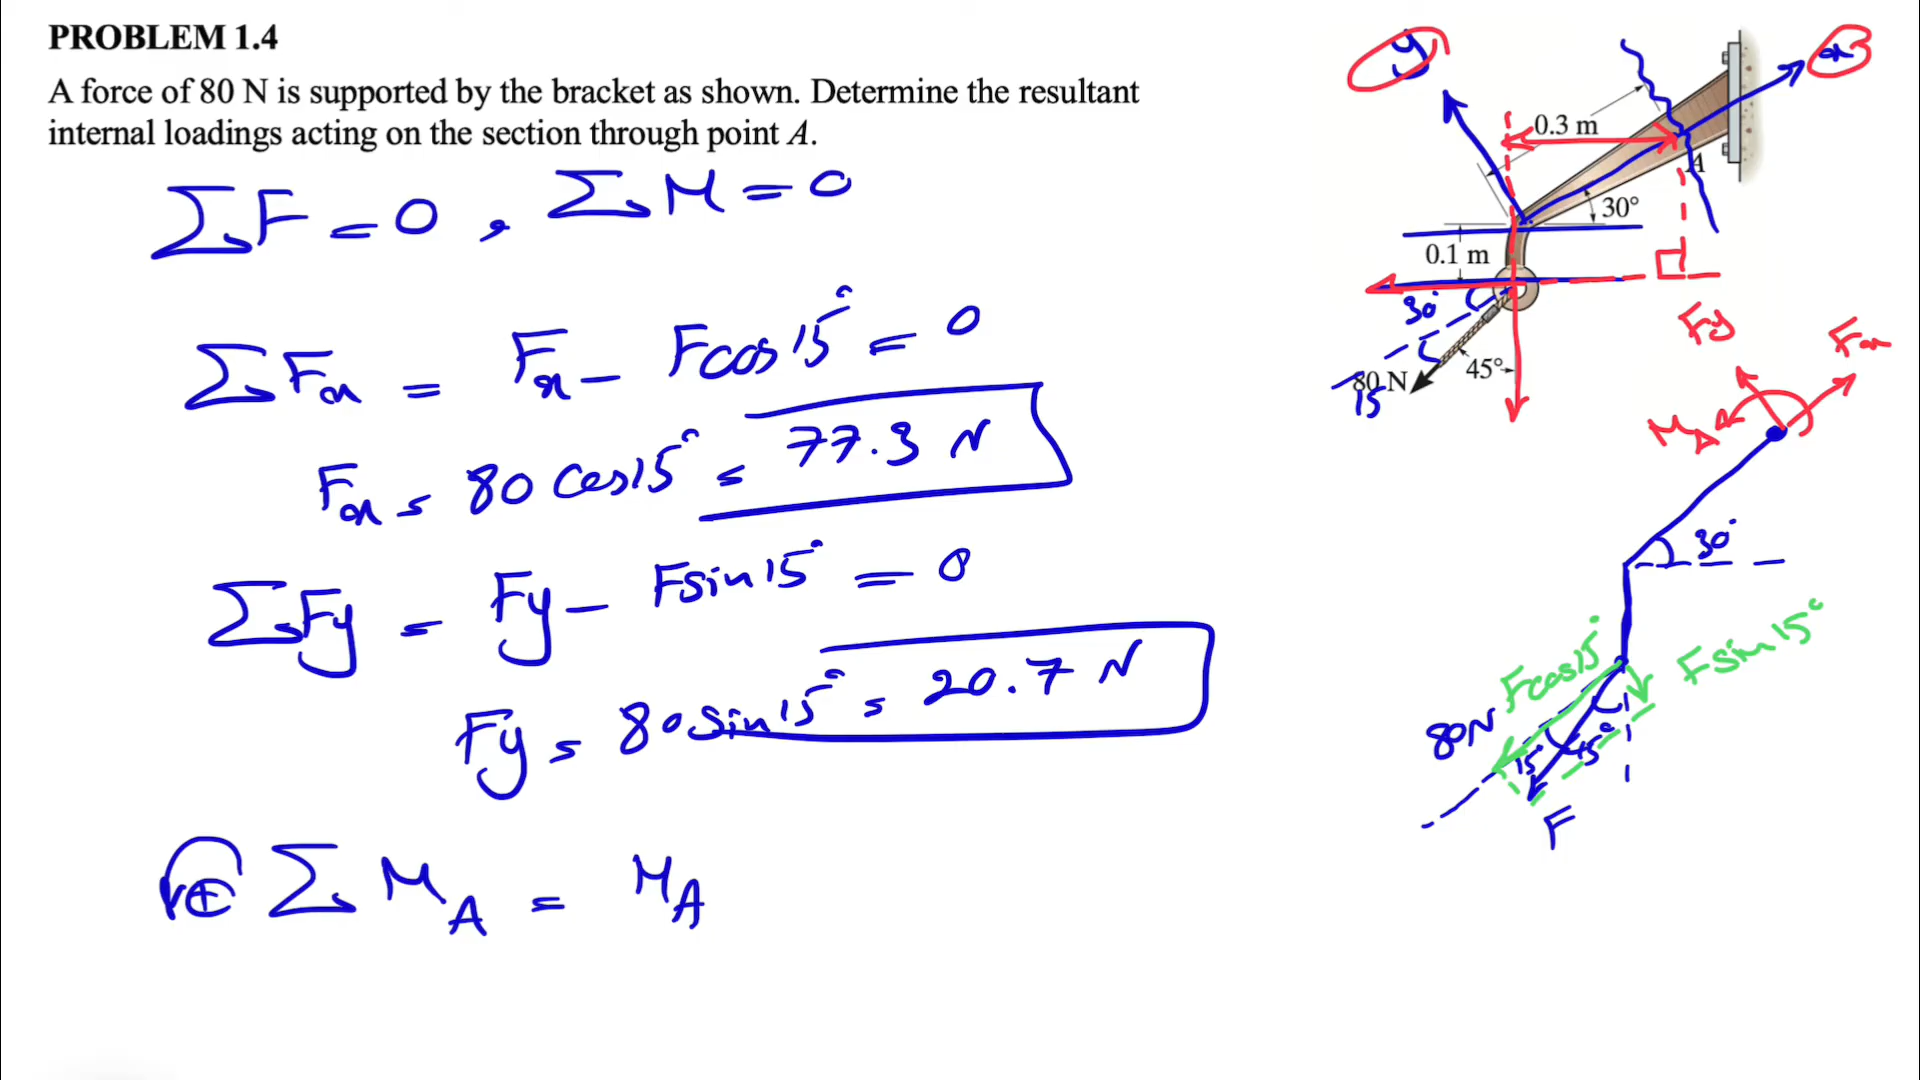 PROBLEM 1.4
A force of 80 N is supported by the bracket as shown. Determine the resultant
internal loadings acting on the section through point A.
ΣF = 0 , ΣM = 0
ΣFx = Fx - Fcos15° = 0
Fx = 80 cos15° = 77.3 N
ΣFy = Fy - Fsin15° = 0
Fy = 80sin15° = 20.7 N
+ ΣMA = MA
y
x
0.3 m
A
30°
0.1 m
30°
15
80 N
45°
Fy
Fx
MA
30°
Fcos15°
Fsin15°
80N
15°
45°
F